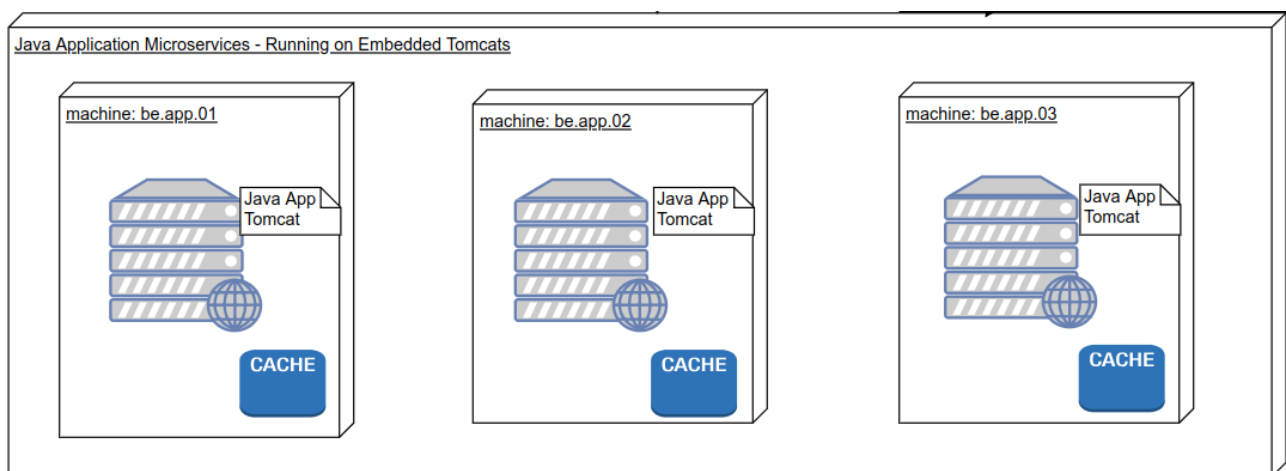 Java Application Microservices - Running on Embedded Tomcats
machine: be.app.01
Java App
Tomcat
CACHE
machine: be.app.02
Java App
Tomcat
CACHE
machine: be.app.03
Java App
Tomcat
CACHE